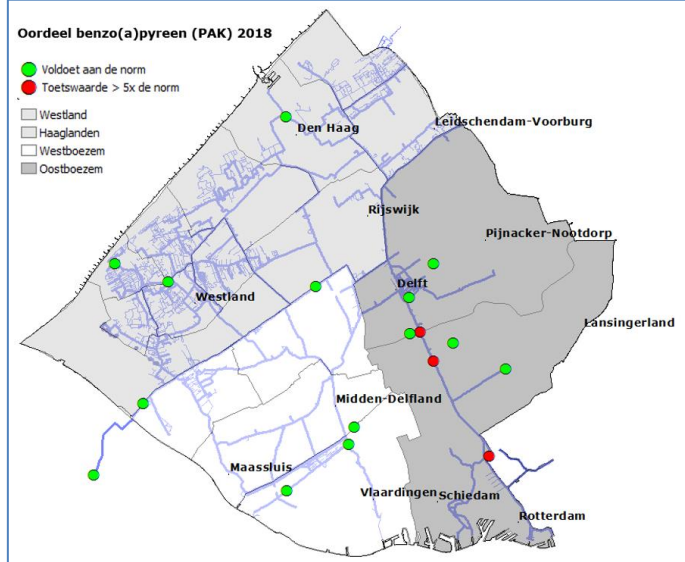 Oordeel benzo(a)pyreen (PAK) 2018
Voldoet aan de norm
Toetswaarde > 5x de norm
Westland
Haaglanden
Westboezem
Oostboezem
Den Haag
Leidschendam-Voorburg
Rijswijk
Pijnacker-Nootdorp
Delft
Westland
Lansingerland
Midden-Delfland
Maassluis
Vlaardingen
Schiedam
Rotterdam